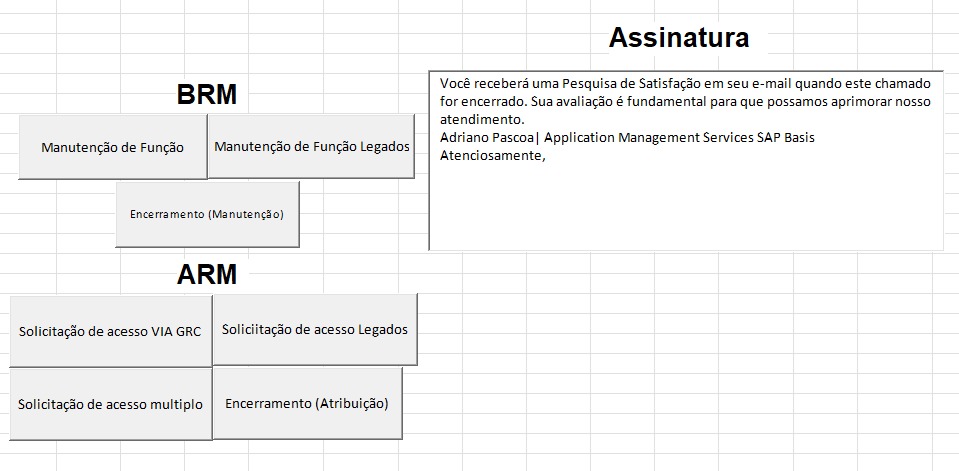 Assinatura
Você receberá uma Pesquisa de Satisfação em seu e-mail quando este chamado
for encerrado. Sua avaliação é fundamental para que possamos aprimorar nosso
atendimento.
Adriano Pascoa| Application Management Services SAP Basis
Atenciosamente,
BRM
Manutenção de Função
Manutenção de Função Legados
Encerramento (Manutenção)
ARM
Solicitação de acesso VIA GRC
Soliciitação de acesso Legados
Solicitação de acesso multiplo
Encerramento (Atribuição)